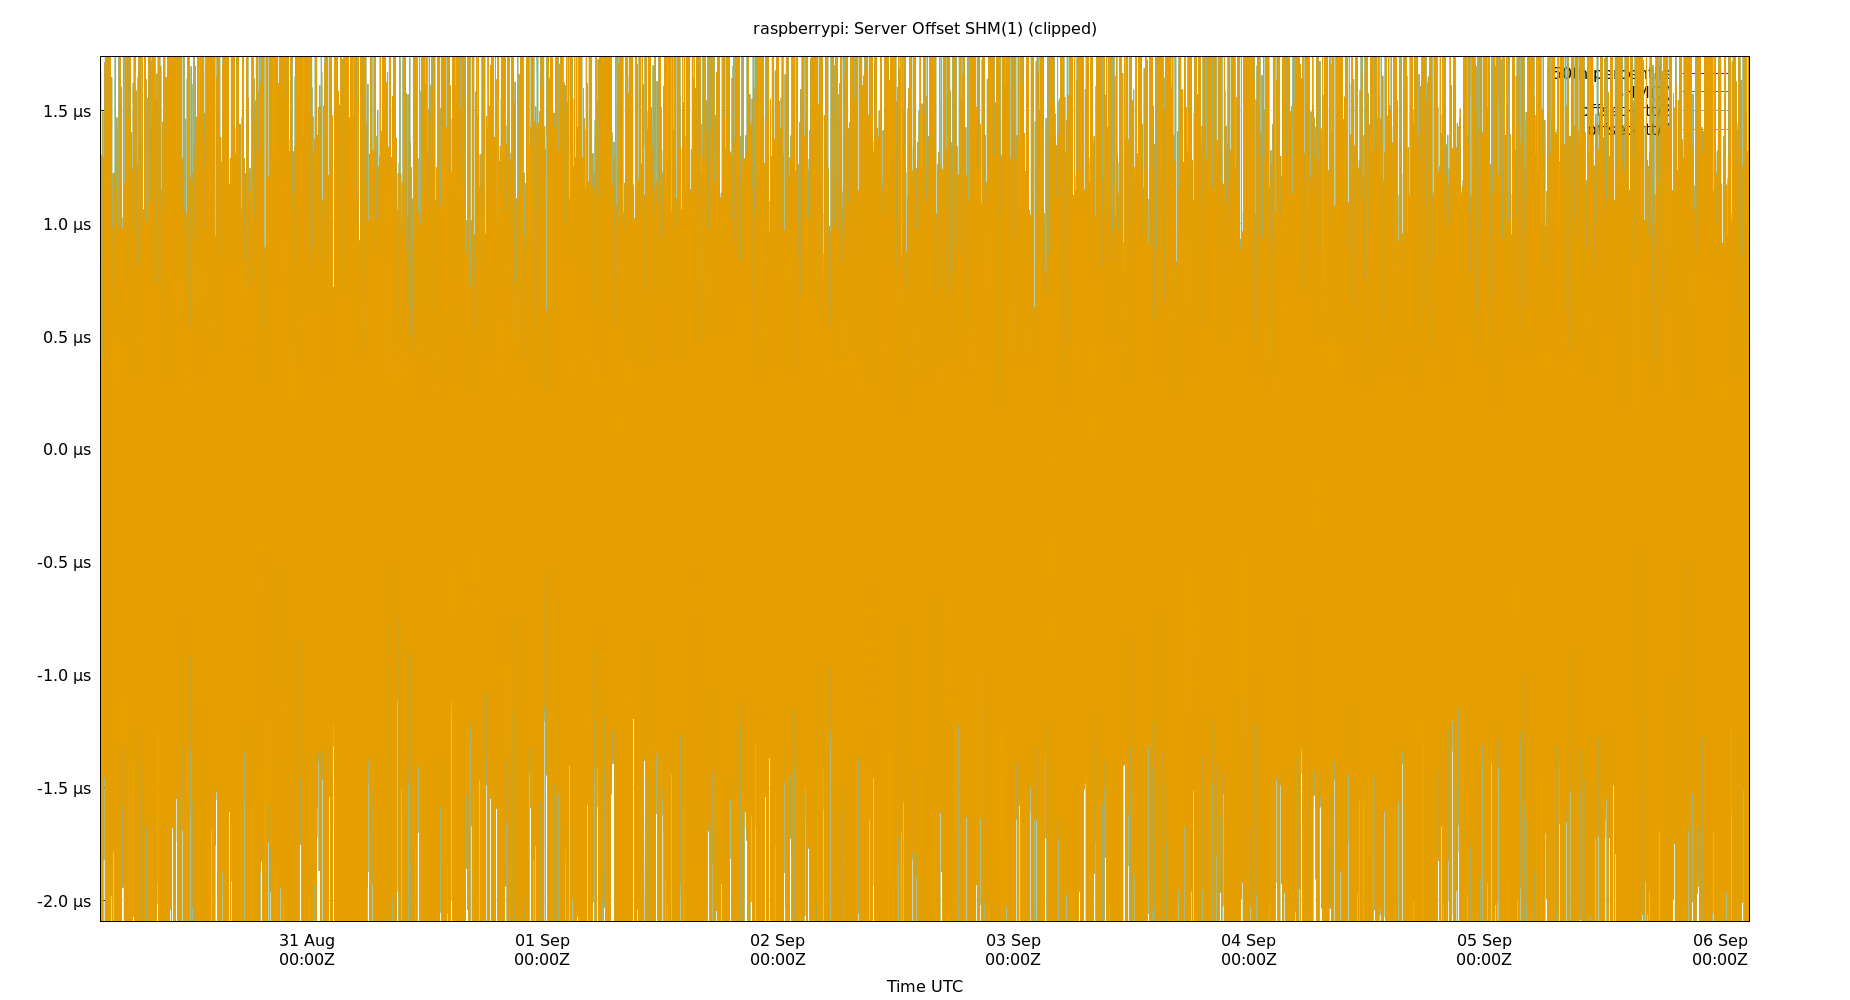 raspberrypi: Server Offset SHM(1) (clipped)
1.5 µs
1.0 µs
0.5 µs
0.0 µs
-0.5 µs
-1.0 µs
-1.5 µs
-2.0 µs
31 Aug 01 Sep 02 Sep 03 Sep 04 Sep 05 Sep 06 Sep
00:00Z 00:00Z 00:00Z 00:00Z 00:00Z 00:00Z 00:00Z
Time UTC